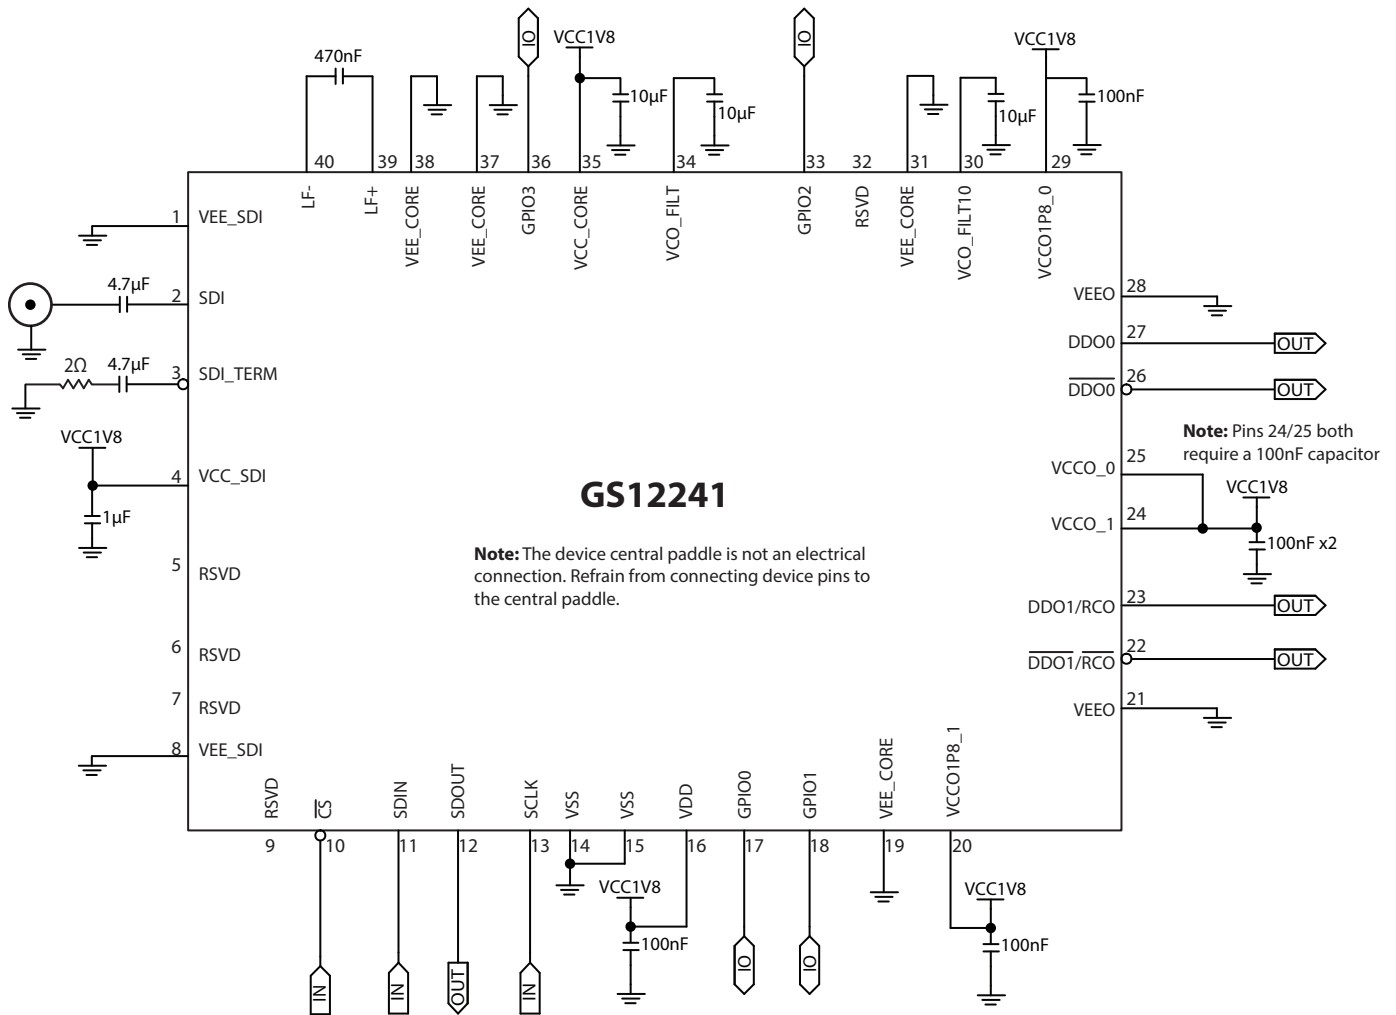 470nF
IO
VCC1V8
10µF
10µF
IO
10µF
VCC1V8
100nF
40
39
38
37
36
35
34
33
32
31
30
29
LF-
LF+
VEE_CORE
VEE_CORE
GPIO3
VCC_CORE
VCO_FILT
GPIO2
RSVD
VEE_CORE
VCO_FILT10
VCCO1P8_0
1
VEE_SDI
4.7µF
2
SDI
2Ω
4.7µF
3
SDI_TERM
VCC1V8
4
VCC_SDI
1µF
5
RSVD
6
RSVD
7
RSVD
8
VEE_SDI
GS12241
Note: The device central paddle is not an electrical
connection. Refrain from connecting device pins to
the central paddle.
VEEO
28
DDO0
27
OUT
DDO0
26
OUT
Note: Pins 24/25 both
require a 100nF capacitor
VCCO_0
25
VCC1V8
VCCO_1
24
100nF x2
DDO1/RCO
23
OUT
DDO1/RCO
22
OUT
VEEO
21
RSVD
CS
SDIN
SDOUT
SCLK
VSS
VSS
VDD
GPIO0
GPIO1
VEE_CORE
VCCO1P8_1
9
10
11
12
13
14
15
16
17
18
19
20
VCC1V8
100nF
VCC1V8
100nF
IN
IN
OUT
IN
IO
IO